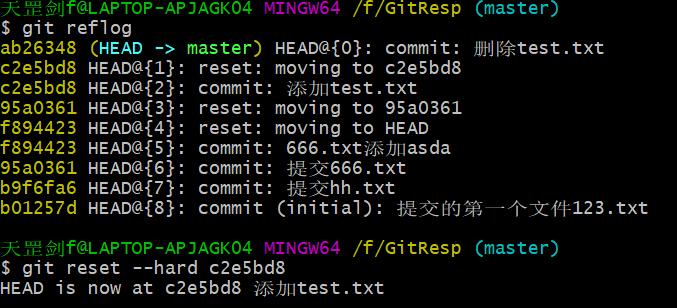 天罡剑f@LAPTOP-APJAGK04 MINGW64 /f/GitResp (master)
$ git reflog
ab26348 (HEAD -> master) HEAD@{0}: commit: 删除test.txt
c2e5bd8 HEAD@{1}: reset: moving to c2e5bd8
c2e5bd8 HEAD@{2}: commit: 添加test.txt
95a0361 HEAD@{3}: reset: moving to 95a0361
f894423 HEAD@{4}: reset: moving to HEAD
f894423 HEAD@{5}: commit: 666.txt添加asda
95a0361 HEAD@{6}: commit: 提交666.txt
b9f6fa6 HEAD@{7}: commit: 提交hh.txt
b01257d HEAD@{8}: commit (initial): 提交的第一个文件123.txt
天罡剑f@LAPTOP-APJAGK04 MINGW64 /f/GitResp (master)
$ git reset --hard c2e5bd8
HEAD is now at c2e5bd8 添加test.txt